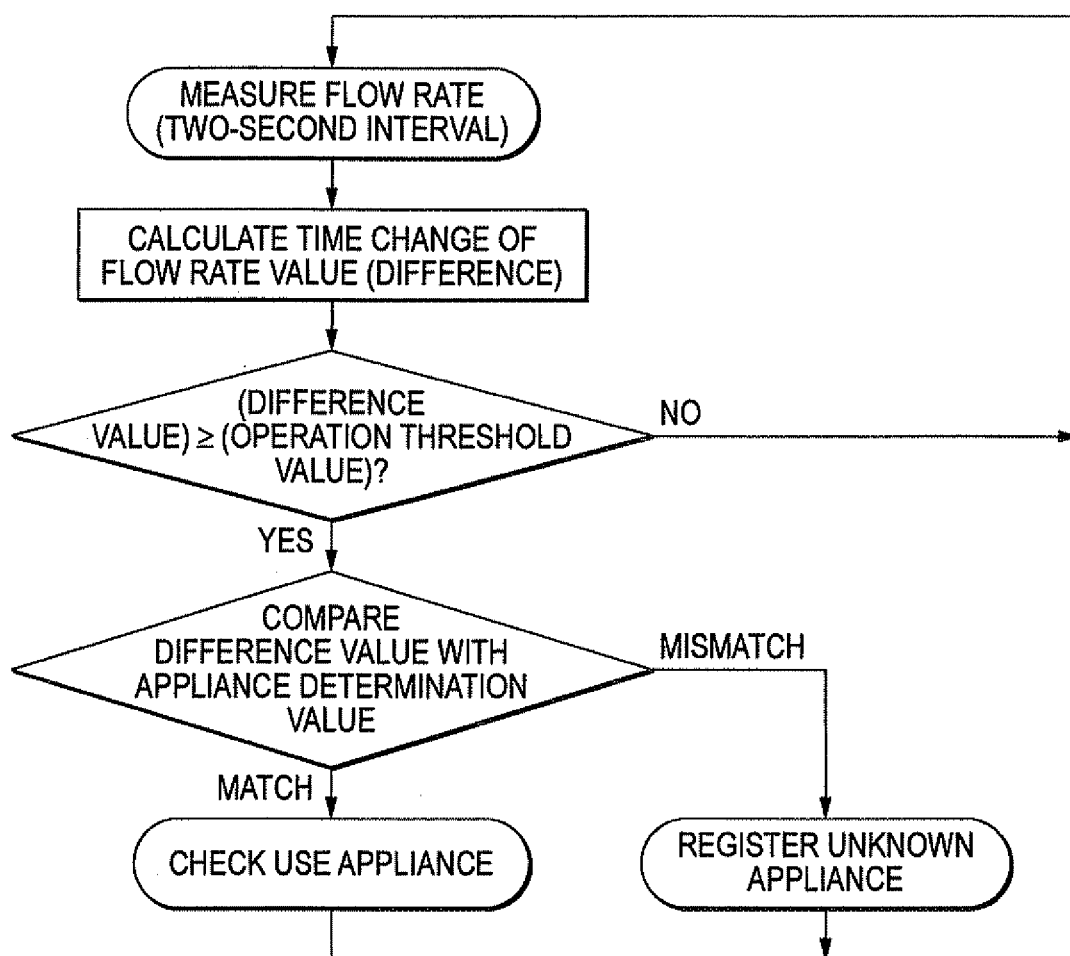 MEASURE FLOW RATE
(TWO-SECOND INTERVAL)
CALCULATE TIME CHANGE OF
FLOW RATE VALUE (DIFFERENCE)
(DIFFERENCE
VALUE) ≥ (OPERATION THRESHOLD
VALUE)?
NO
YES
COMPARE
DIFFERENCE VALUE WITH
APPLIANCE DETERMINATION
VALUE
MISMATCH
MATCH
CHECK USE APPLIANCE
REGISTER UNKNOWN
APPLIANCE